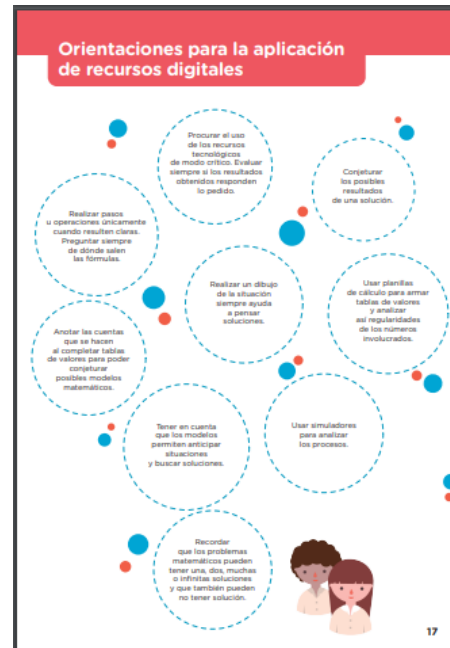 Orientaciones para la aplicación
de recursos digitales
Procurar el uso
de los recursos
tecnológicos
de modo crítico. Evaluar
siempre si los resultados
obtenidos responden
lo pedido.
Conjeturar
los posibles
resultados
de una solución.
Realizar pasos
u operaciones únicamente
cuando resulten claras.
Preguntar siempre
de dónde salen
las fórmulas.
Realizar un dibujo
de la situación
siempre ayuda
a pensar
soluciones.
Usar planillas
de cálculo para armar
tablas de valores
y analizar
así regularidades
de los números
involucrados.
Anotar las cuentas
que se hacen
al completar tablas
de valores para poder
conjeturar
posibles modelos
matemáticos.
Tener en cuenta
que los modelos
permiten anticipar
situaciones
y buscar soluciones.
Usar simuladores
para analizar
los procesos.
Recordar
que los problemas
matemáticos pueden
tener una, dos, muchas
o infinitas soluciones
y que también pueden
no tener solución.
17